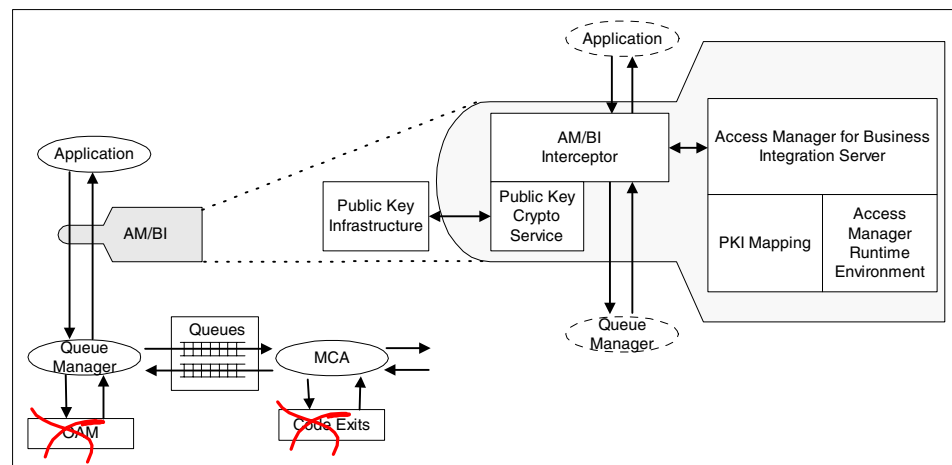 Application
AM/BI
Queue
Manager
OAM
Queues
MCA
Code Exits
Public Key
Infrastructure
Application
AM/BI
Interceptor
Public Key
Crypto
Service
Queue
Manager
Access Manager for Business
Integration Server
PKI Mapping
Access
Manager
Runtime
Environment